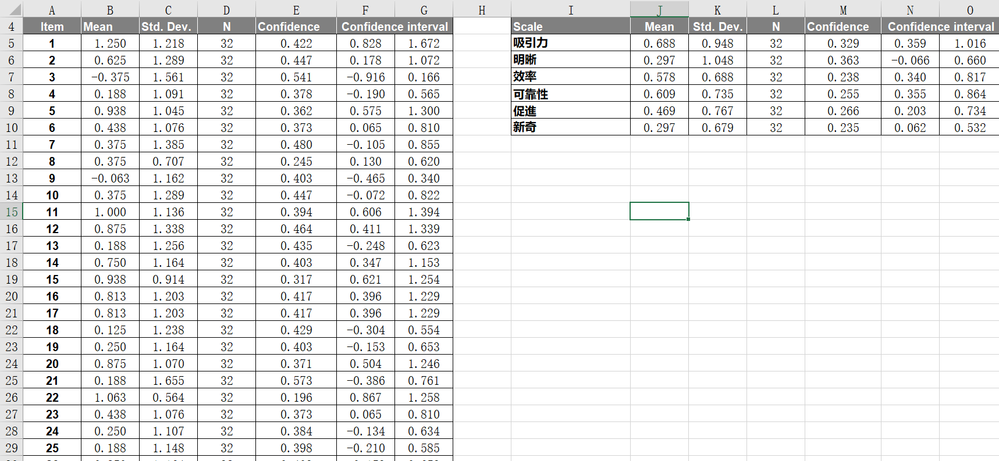 A B C D E F G H I J K L M N O
4 Item Mean Std. Dev. N Confidence Confidence interval Scale Mean Std. Dev. N Confidence Confidence interval
5 1 1.250 1.218 32 0.422 0.828 1.672 吸引力 0.688 0.948 32 0.329 0.359 1.016
6 2 0.625 1.289 32 0.447 0.178 1.072 明晰 0.297 1.048 32 0.363 -0.066 0.660
7 3 -0.375 1.561 32 0.541 -0.916 0.166 效率 0.578 0.688 32 0.238 0.340 0.817
8 4 0.188 1.091 32 0.378 -0.190 0.565 可靠性 0.609 0.735 32 0.255 0.355 0.864
9 5 0.938 1.045 32 0.362 0.575 1.300 促進 0.469 0.767 32 0.266 0.203 0.734
10 6 0.438 1.076 32 0.373 0.065 0.810 新奇 0.297 0.679 32 0.235 0.062 0.532
11 7 0.375 1.385 32 0.480 -0.105 0.855
12 8 0.375 0.707 32 0.245 0.130 0.620
13 9 -0.063 1.162 32 0.403 -0.465 0.340
14 10 0.375 1.289 32 0.447 -0.072 0.822
15 11 1.000 1.136 32 0.394 0.606 1.394
16 12 0.875 1.338 32 0.464 0.411 1.339
17 13 0.188 1.256 32 0.435 -0.248 0.623
18 14 0.750 1.164 32 0.403 0.347 1.153
19 15 0.938 0.914 32 0.317 0.621 1.254
20 16 0.813 1.203 32 0.417 0.396 1.229
21 17 0.813 1.203 32 0.417 0.396 1.229
22 18 0.125 1.238 32 0.429 -0.304 0.554
23 19 0.250 1.164 32 0.403 -0.153 0.653
24 20 0.875 1.070 32 0.371 0.504 1.246
25 21 0.188 1.655 32 0.573 -0.386 0.761
26 22 1.063 0.564 32 0.196 0.867 1.258
27 23 0.438 1.076 32 0.373 0.065 0.810
28 24 0.250 1.107 32 0.384 -0.134 0.634
29 25 0.188 1.148 32 0.398 -0.210 0.585